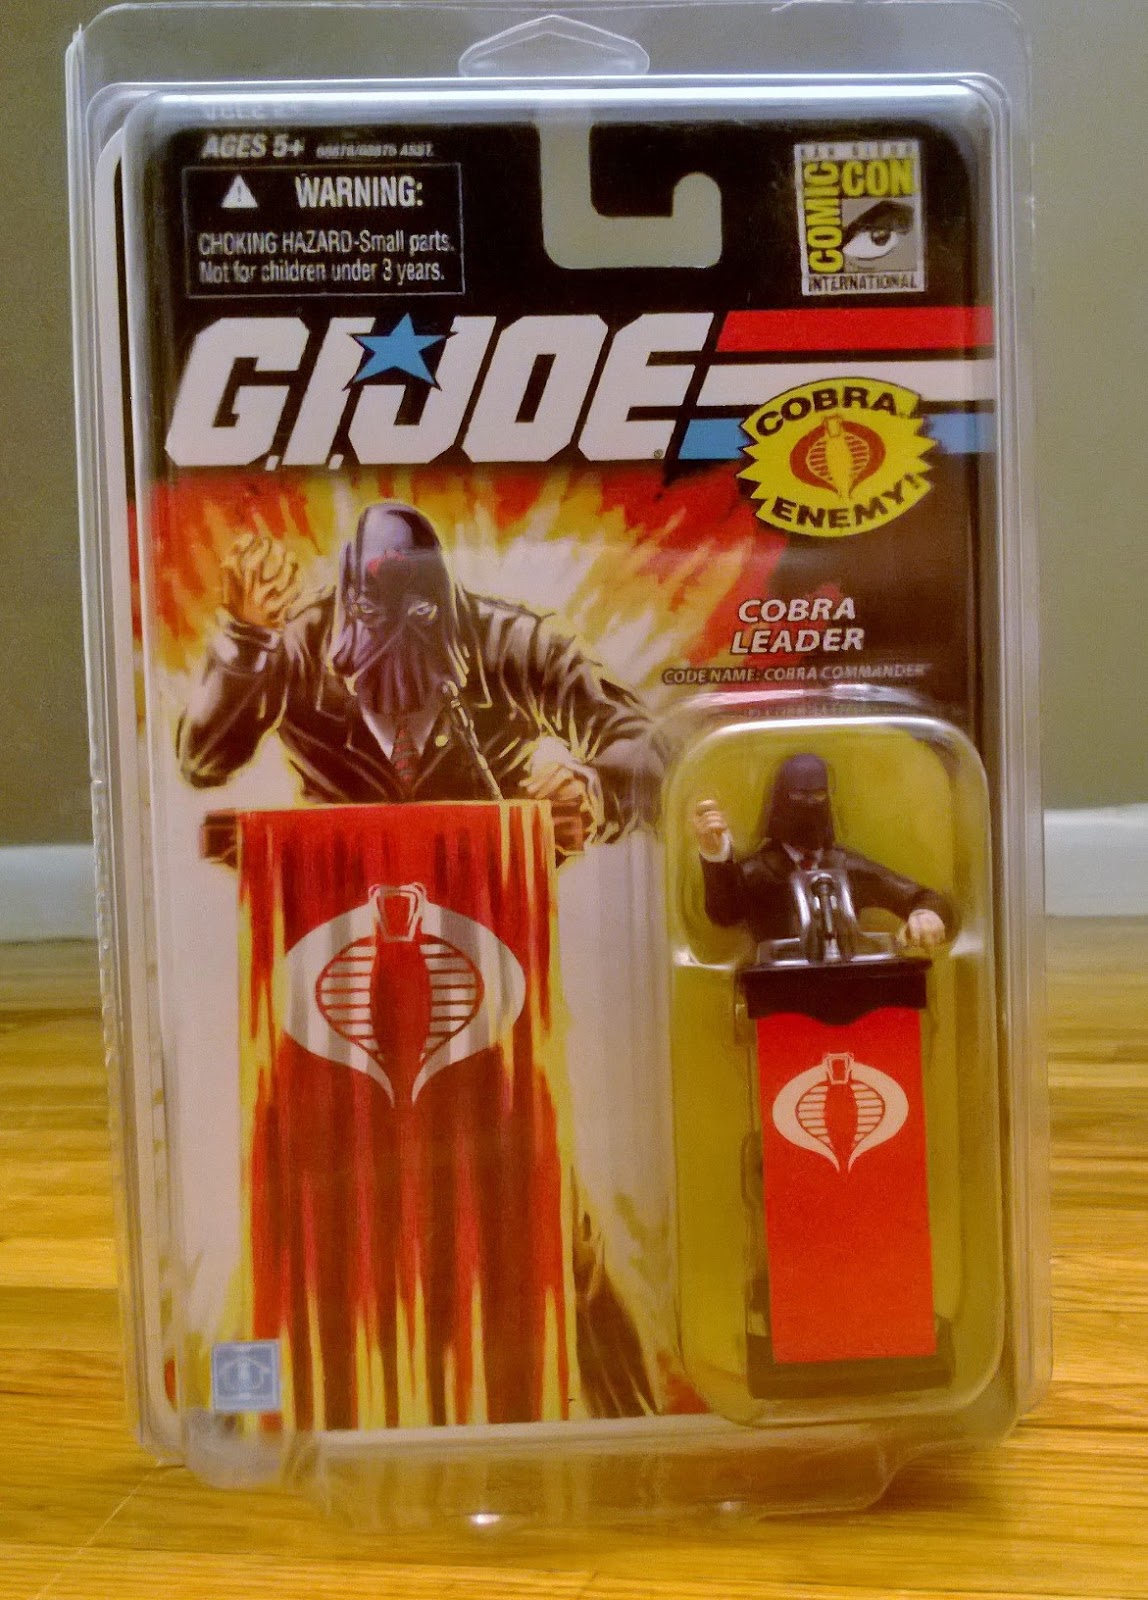 AGES 5+
WARNING:
CHOKING HAZARD-Small parts.
Not for children under 3 years.
COMIC CON
INTERNATIONAL
G.I. JOE
COBRA
ENEMY!
COBRA
LEADER
CODE NAME: COBRA COMMANDER